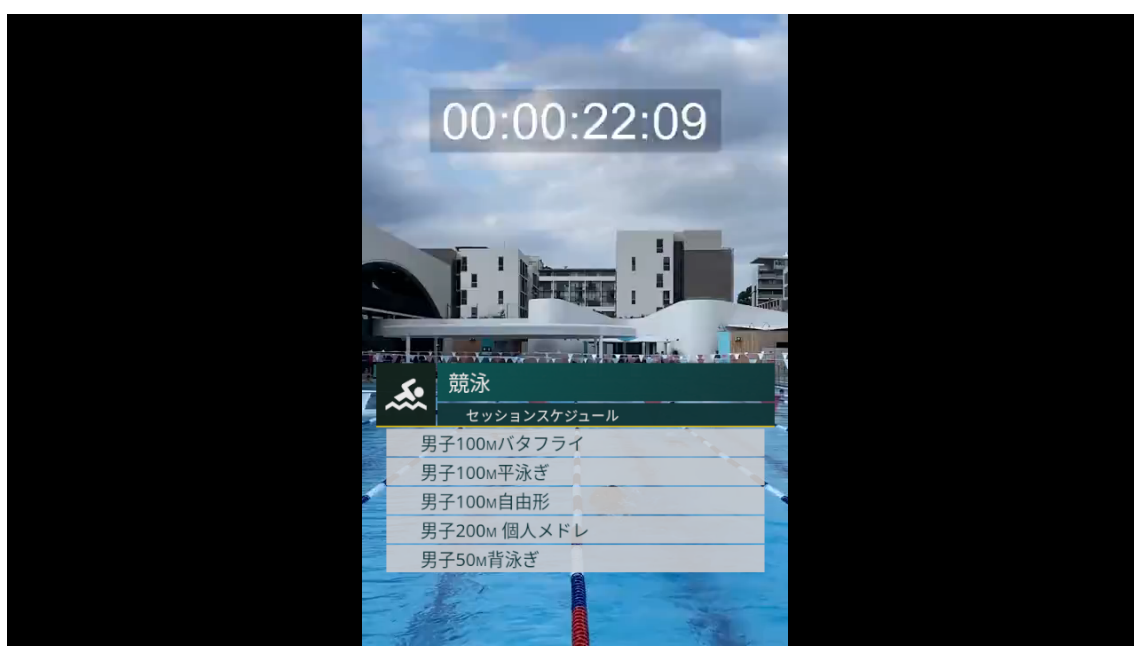 00:00:22:09
競泳
セッションスケジュール
男子100Mバタフライ
男子100M平泳ぎ
男子100M自由形
男子200M 個人メドレ
男子50M背泳ぎ